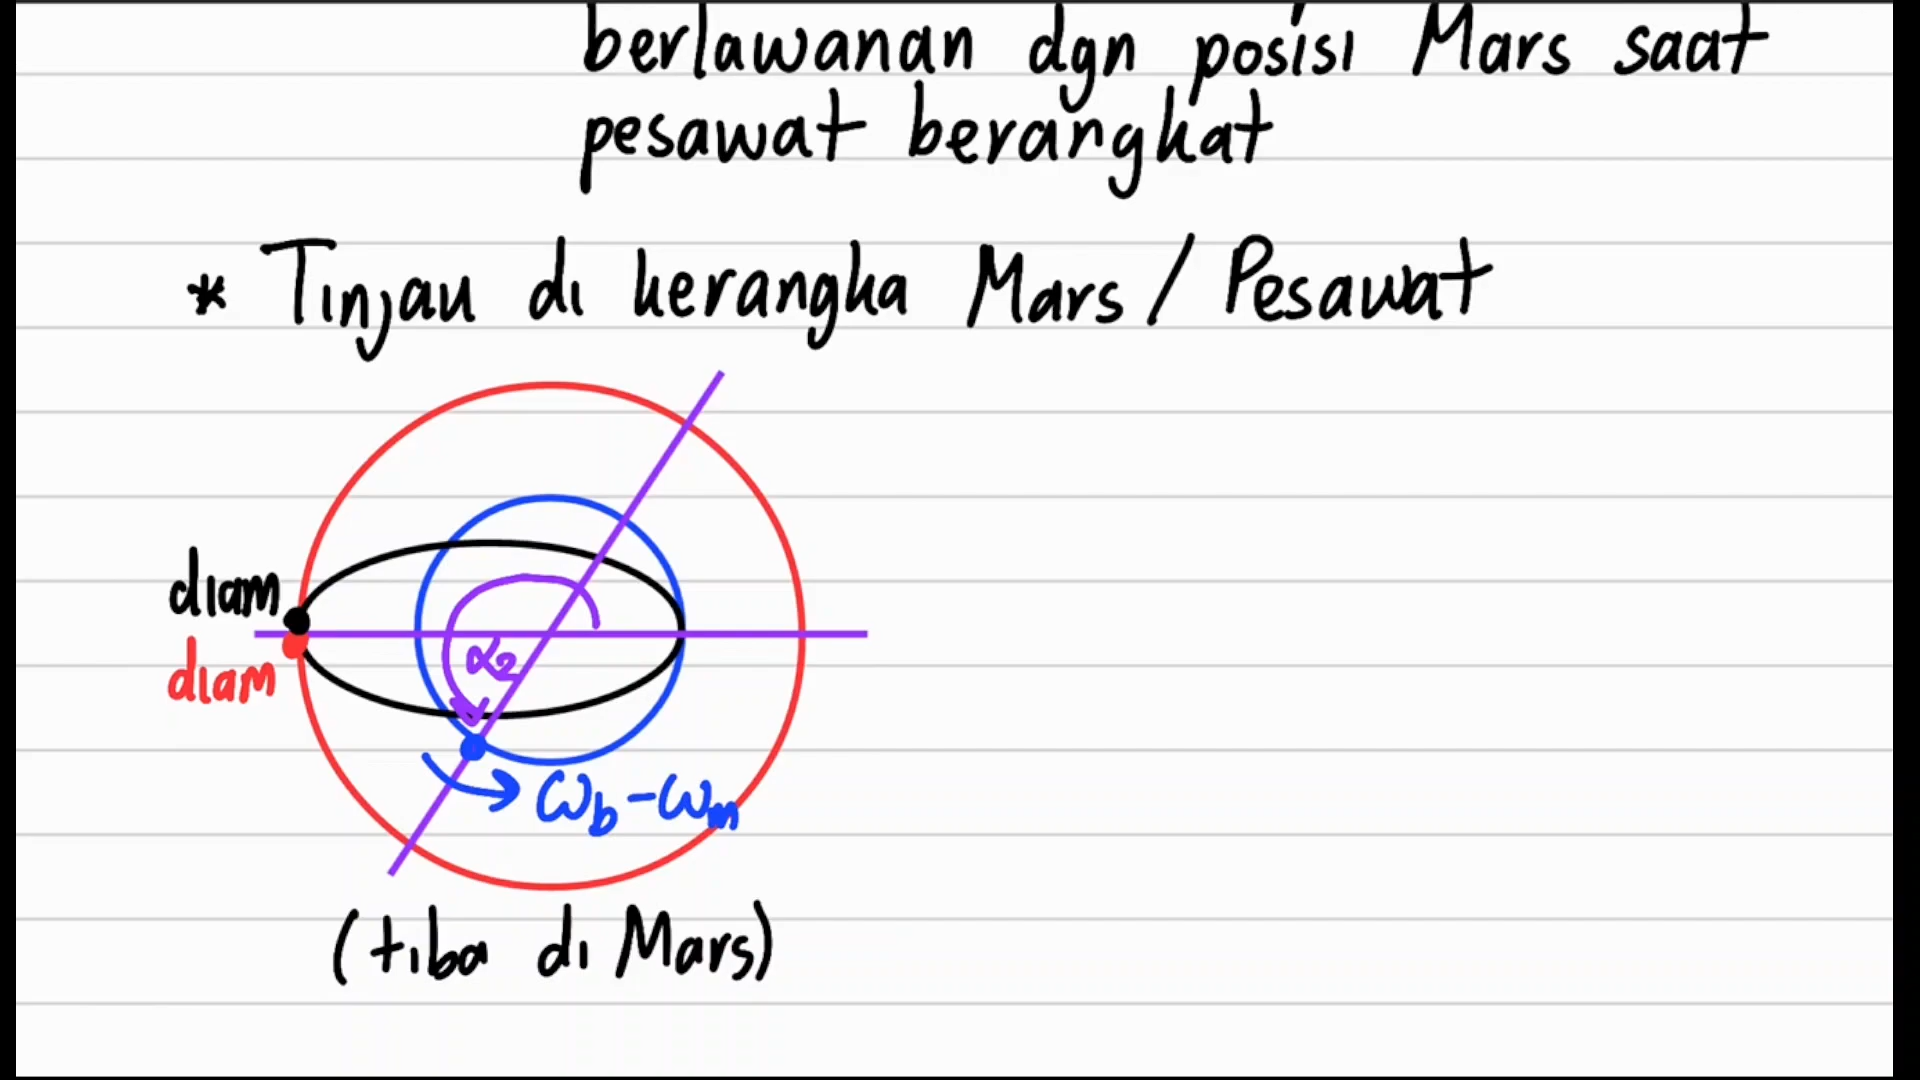 berlawanan dgn posisi Mars saat
pesawat berangkat
* Tinjau di kerangka Mars / Pesawat
diam
diam
α₂
ω_b - ω_m
(tiba di Mars)